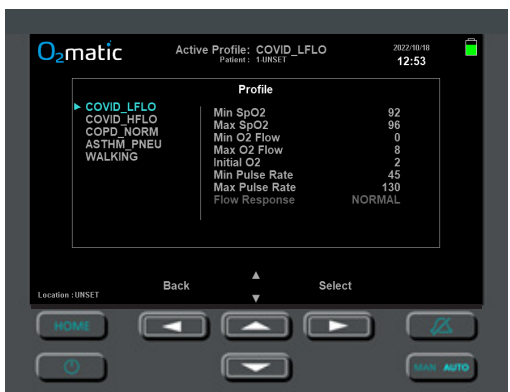 O2matic
Active Profile: COVID_LFLO
Patient : 1-UNSET
2022/10/18
12:53
Profile
COVID_LFLO
COVID_HFLO
COPD_NORM
ASTHM_PNEU
WALKING
Min SpO2 92
Max SpO2 96
Min O2 Flow 0
Max O2 Flow 8
Initial O2 2
Min Pulse Rate 45
Max Pulse Rate 130
Flow Response NORMAL
Back
Select
Location : UNSET
HOME
MAN AUTO